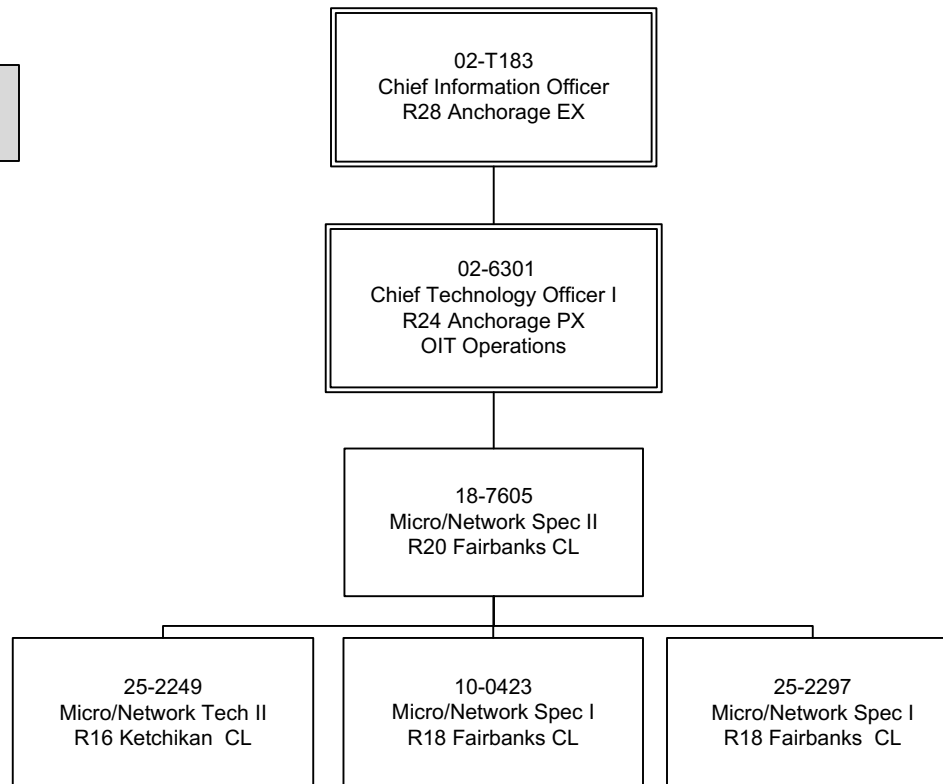 02-T183
Chief Information Officer
R28 Anchorage EX
02-6301
Chief Technology Officer I
R24 Anchorage PX
OIT Operations
18-7605
Micro/Network Spec II
R20 Fairbanks CL
25-2249
Micro/Network Tech II
R16 Ketchikan  CL
10-0423
Micro/Network Spec I
R18 Fairbanks CL
25-2297
Micro/Network Spec I
R18 Fairbanks  CL